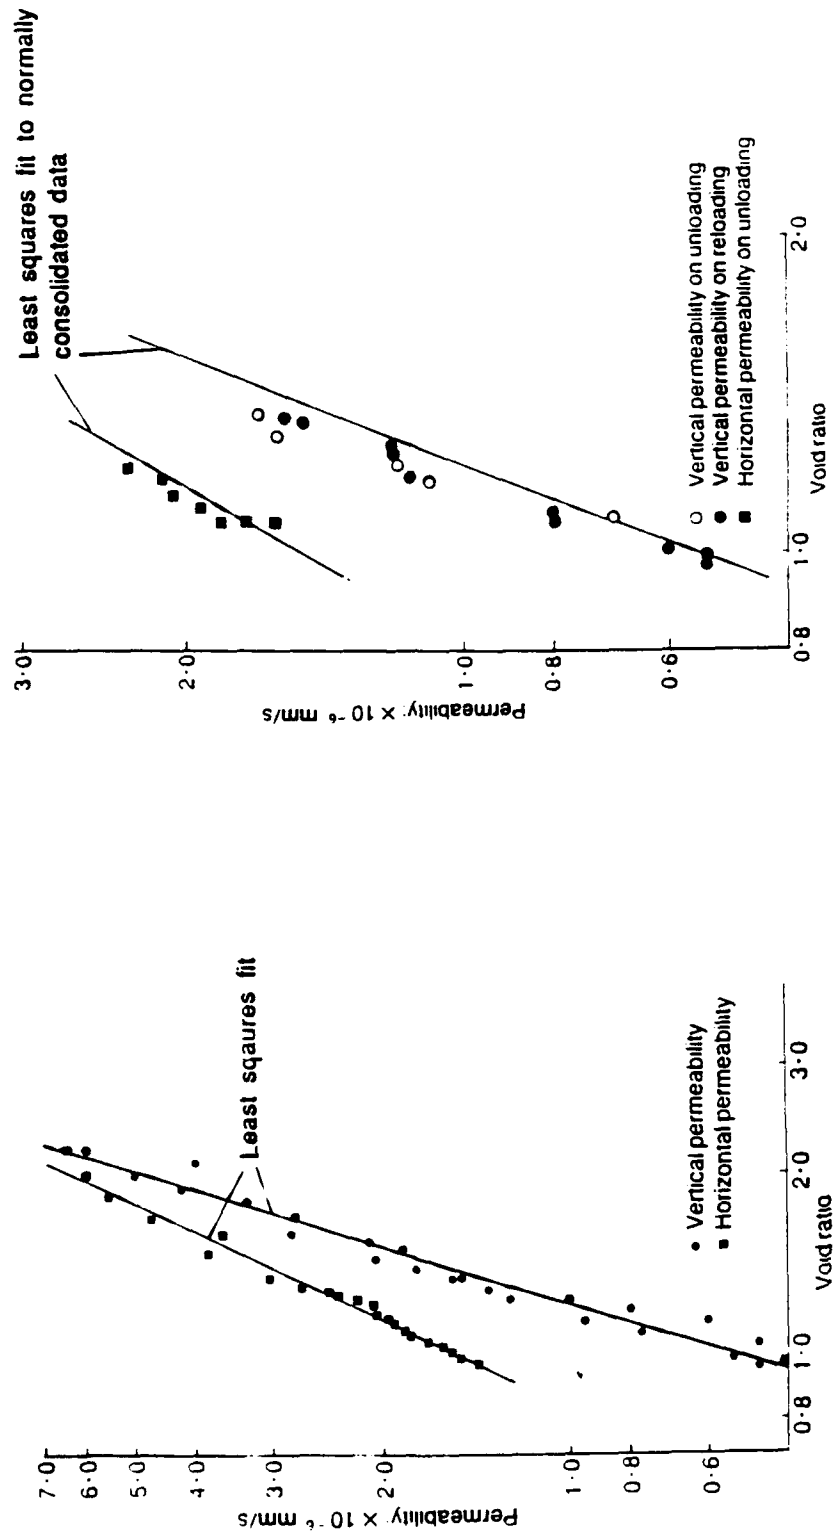 7·0
6·0
5·0
4·0
3·0
2·0
1·0
0·8
0·6
Permeability × 10⁻⁶ mm/s
Least sqaures fit
• Vertical permeability
■ Horizontal permeability
0·8
1·0
2·0
3·0
Void ratio
3·0
2·0
1·0
0·8
0·6
Permeability × 10⁻⁶ mm/s
Least squares fit to normally
consolidated data
○ Vertical permeability on unloading
● Vertical permeability on reloading
■ Horizontal permeability on unloading
0·8
1·0
2·0
Void ratio